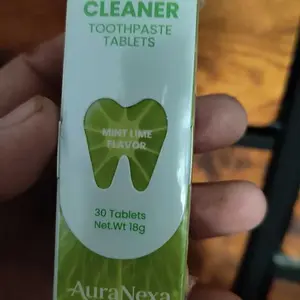 CLEANER
TOOTHPASTE
TABLETS
MINT LIME
FLAVOR
30 Tablets
Net.Wt 18g
AuraNexa